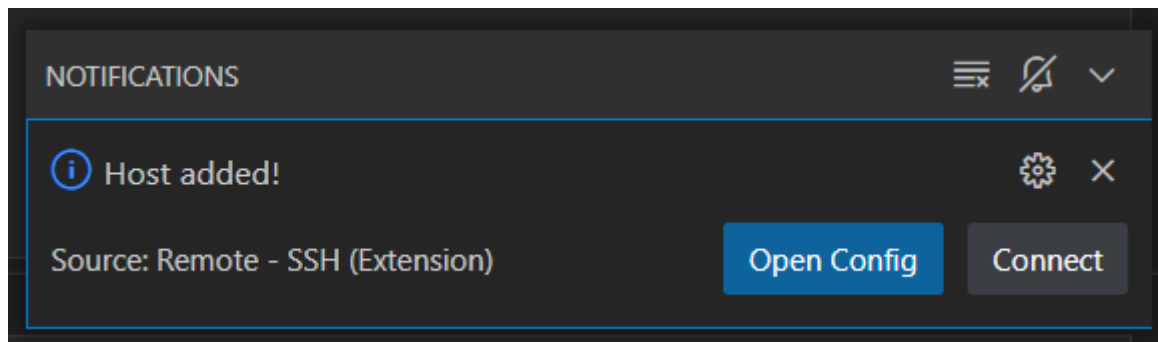 NOTIFICATIONS
Host added!
Source: Remote - SSH (Extension)
Open Config
Connect